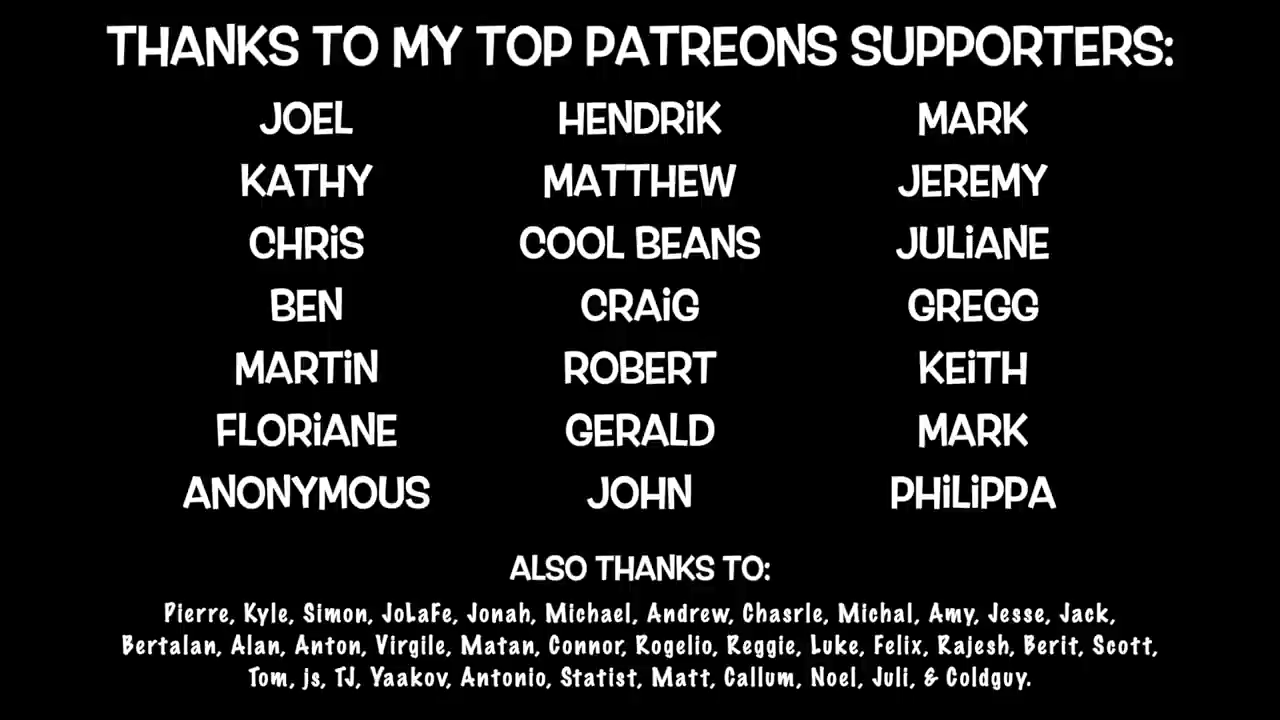 THANKS TO MY TOP PATREONS SUPPORTERS:
JOEL HENDRiK MARK
KATHY MATTHEW JEREMY
CHRiS COOL BEANS JULiANE
BEN CRAiG GREGG
MARTiN ROBERT KEiTH
FLORiANE GERALD MARK
ANONYMOUS JOHN PHiLiPPA
ALSO THANKS TO:
Pierre, Kyle, Simon, JoLaFe, Jonah, Michael, Andrew, Chasrle, Michal, Amy, Jesse, Jack,
Bertalan, Alan, Anton, Virgile, Matan, Connor, Rogelio, Reggie, Luke, Felix, Rajesh, Berit, Scott,
Tom, js, TJ, Yaakov, Antonio, Statist, Matt, Callum, Noel, Juli, & Coldguy.